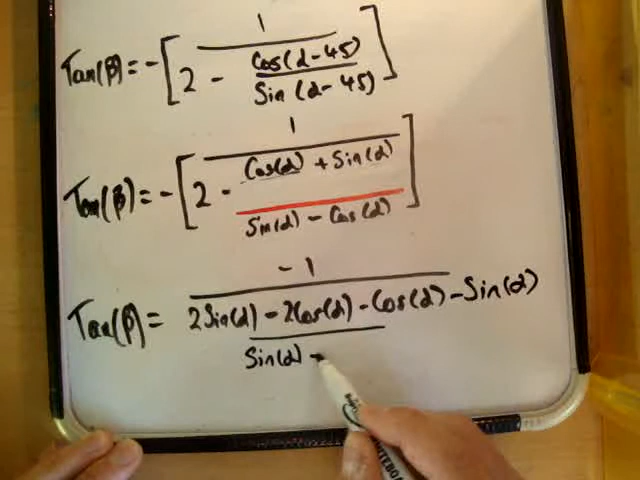 Tan(β) = -[ 1 / (2 - Cos(α-45) / Sin(α-45)) ]
Tan(β) = -[ 1 / (2 - (Cos(α) + Sin(α)) / (Sin(α) - Cos(α))) ]
Tan(β) = -1 / ((2Sin(α) - 2Cos(α) - Cos(α) - Sin(α)) / (Sin(α) -